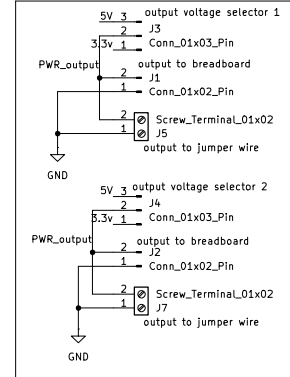 5V 3 output voltage selector 1
2 J3
3.3v 1 Conn_01x03_Pin
PWR_output output to breadboard
2 J1
1 Conn_01x02_Pin
2 Screw_Terminal_01x02
1 J5
output to jumper wire
GND
5V 3 output voltage selector 2
2 J4
3.3v 1 Conn_01x03_Pin
PWR_output output to breadboard
2 J2
1 Conn_01x02_Pin
2 Screw_Terminal_01x02
1 J7
output to jumper wire
GND